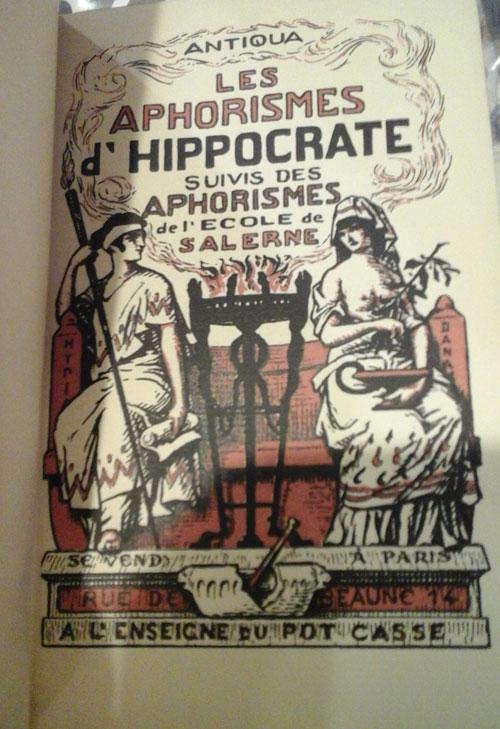 ANTIQUA
LES
APHORISMES
d'HIPPOCRATE
SUIVIS DES
APHORISMES
de l'ECOLE de
SALERNE
SE VEND A PARIS
RUE DE BEAUNE 14
A L'ENSEIGNE DU POT CASSE